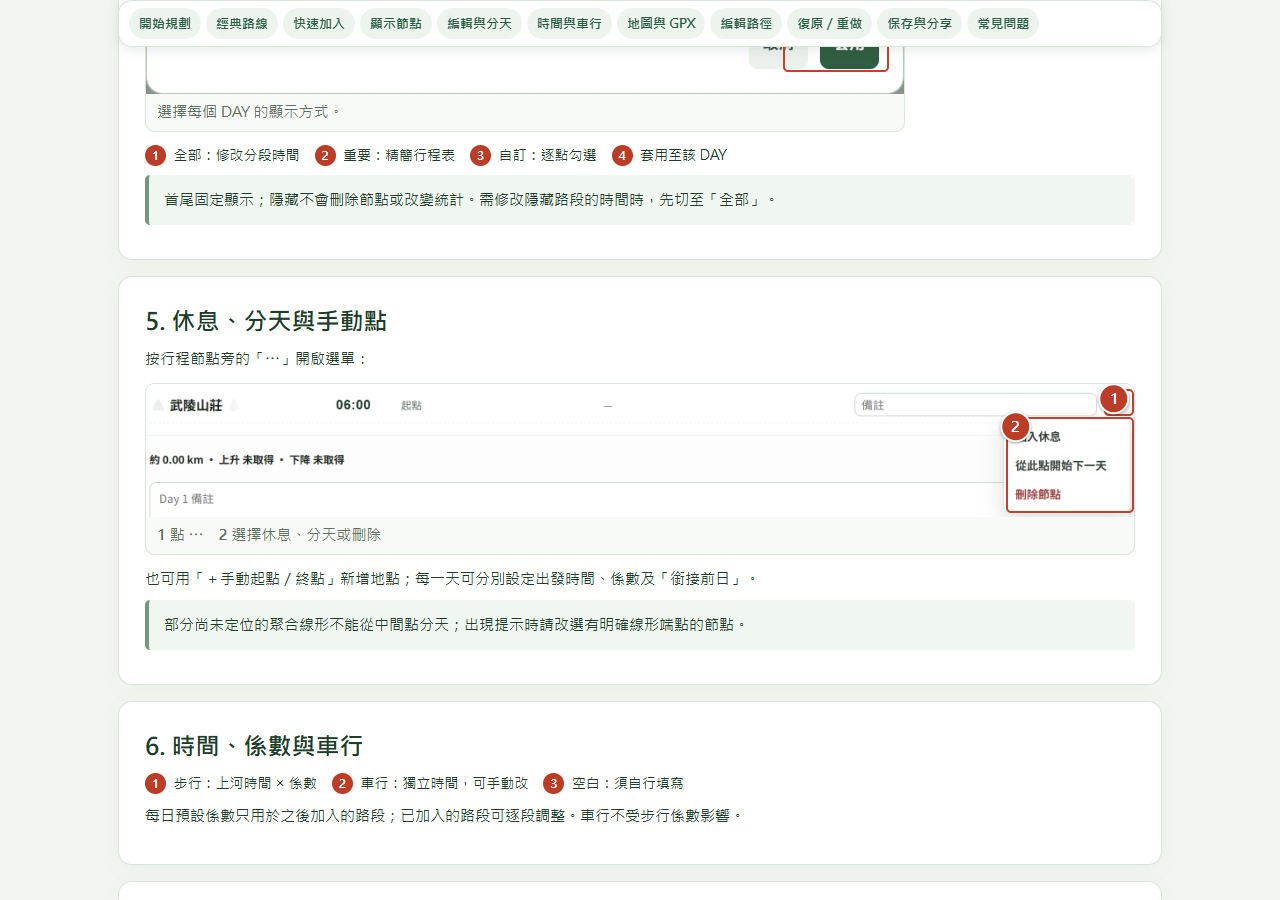 開始規劃 經典路線 快速加入 顯示節點 編輯與分天 時間與車行 地圖與 GPX 編輯路徑 復原 / 重做 保存與分享 常見問題
選擇每個 DAY 的顯示方式。
1 全部：修改分段時間 2 重要：精簡行程表 3 自訂：逐點勾選 4 套用至該 DAY
首尾固定顯示；隱藏不會刪除節點或改變統計。需修改隱藏路段的時間時，先切至「全部」。
5. 休息、分天與手動點
按行程節點旁的「⋯」開啟選單：
武陵山莊 06:00 起點 — 備註 1
2 入休息
約 0.00 km • 上升 未取得 • 下降 未取得
從此點開始下一天
Day 1 備註
刪除節點
1 點 ⋯ 2 選擇休息、分天或刪除
也可用「＋手動起點 / 終點」新增地點；每一天可分別設定出發時間、係數及「銜接前日」。
部分尚未定位的聚合線形不能從中間點分天；出現提示時請改選有明確線形端點的節點。
6. 時間、係數與車行
1 步行：上河時間 × 係數 2 車行：獨立時間，可手動改 3 空白：須自行填寫
每日預設係數只用於之後加入的路段；已加入的路段可逐段調整。車行不受步行係數影響。